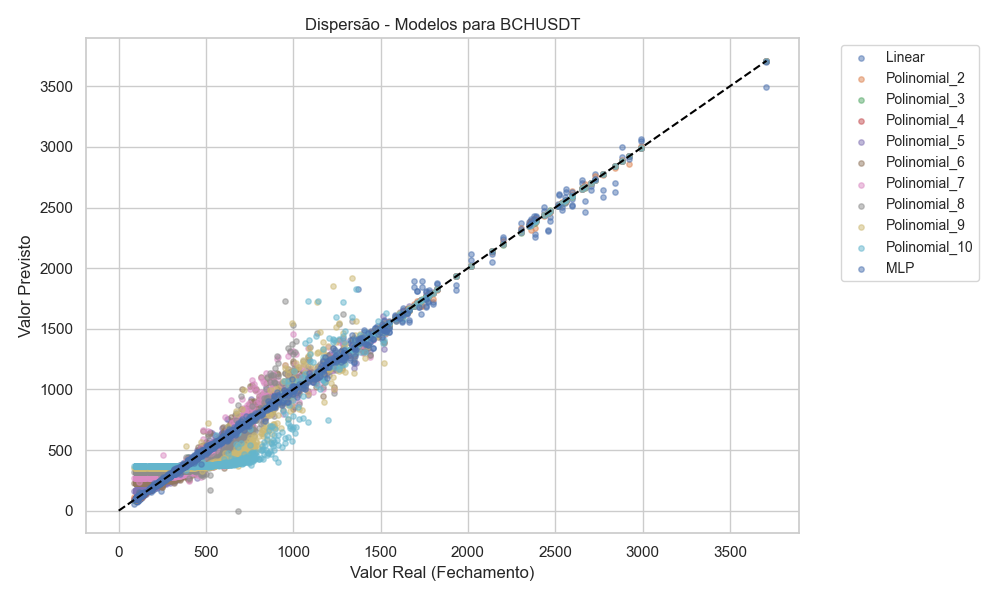 Dispersão - Modelos para BCHUSDT
Valor Previsto
3500
3000
2500
2000
1500
1000
500
0
0 500 1000 1500 2000 2500 3000 3500
Valor Real (Fechamento)
Linear
Polinomial_2
Polinomial_3
Polinomial_4
Polinomial_5
Polinomial_6
Polinomial_7
Polinomial_8
Polinomial_9
Polinomial_10
MLP